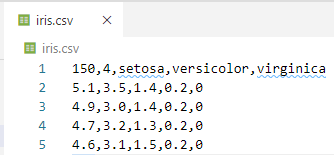 iris.csv
iris.csv
1 150,4,setosa,versicolor,virginica
2 5.1,3.5,1.4,0.2,0
3 4.9,3.0,1.4,0.2,0
4 4.7,3.2,1.3,0.2,0
5 4.6,3.1,1.5,0.2,0